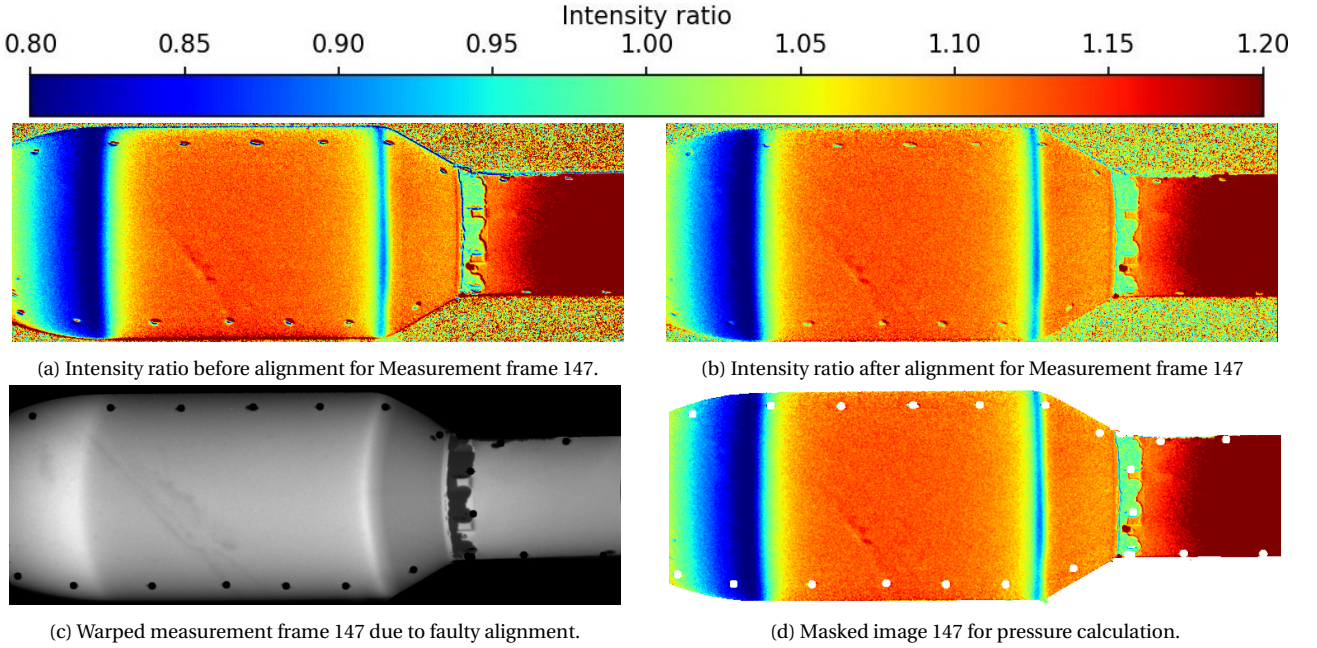 Intensity ratio
0.80 0.85 0.90 0.95 1.00 1.05 1.10 1.15 1.20
(a) Intensity ratio before alignment for Measurement frame 147.
(b) Intensity ratio after alignment for Measurement frame 147
(c) Warped measurement frame 147 due to faulty alignment.
(d) Masked image 147 for pressure calculation.